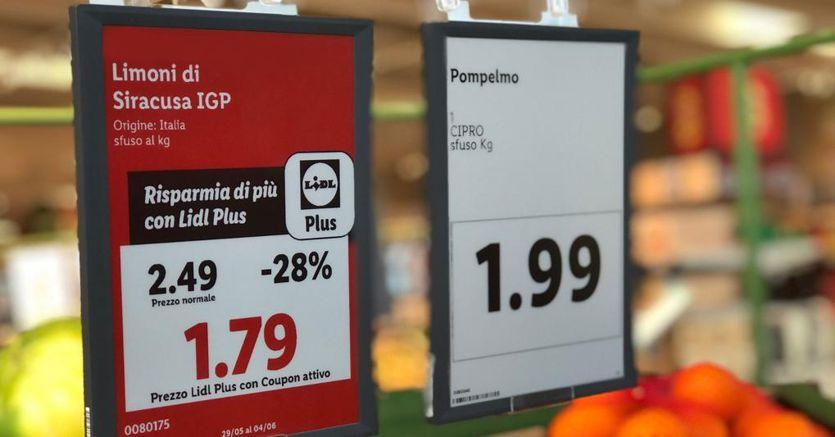 Limoni di
Siracusa IGP
Origine: Italia
sfuso al kg
Risparmia di più
con Lidl Plus
LIDL
Plus
2.49
-28%
Prezzo normale
1.79
Prezzo Lidl Plus con Coupon attivo
0080175
29/05 al 04/06
Pompelmo
1
CIPRO
sfuso Kg
1.99